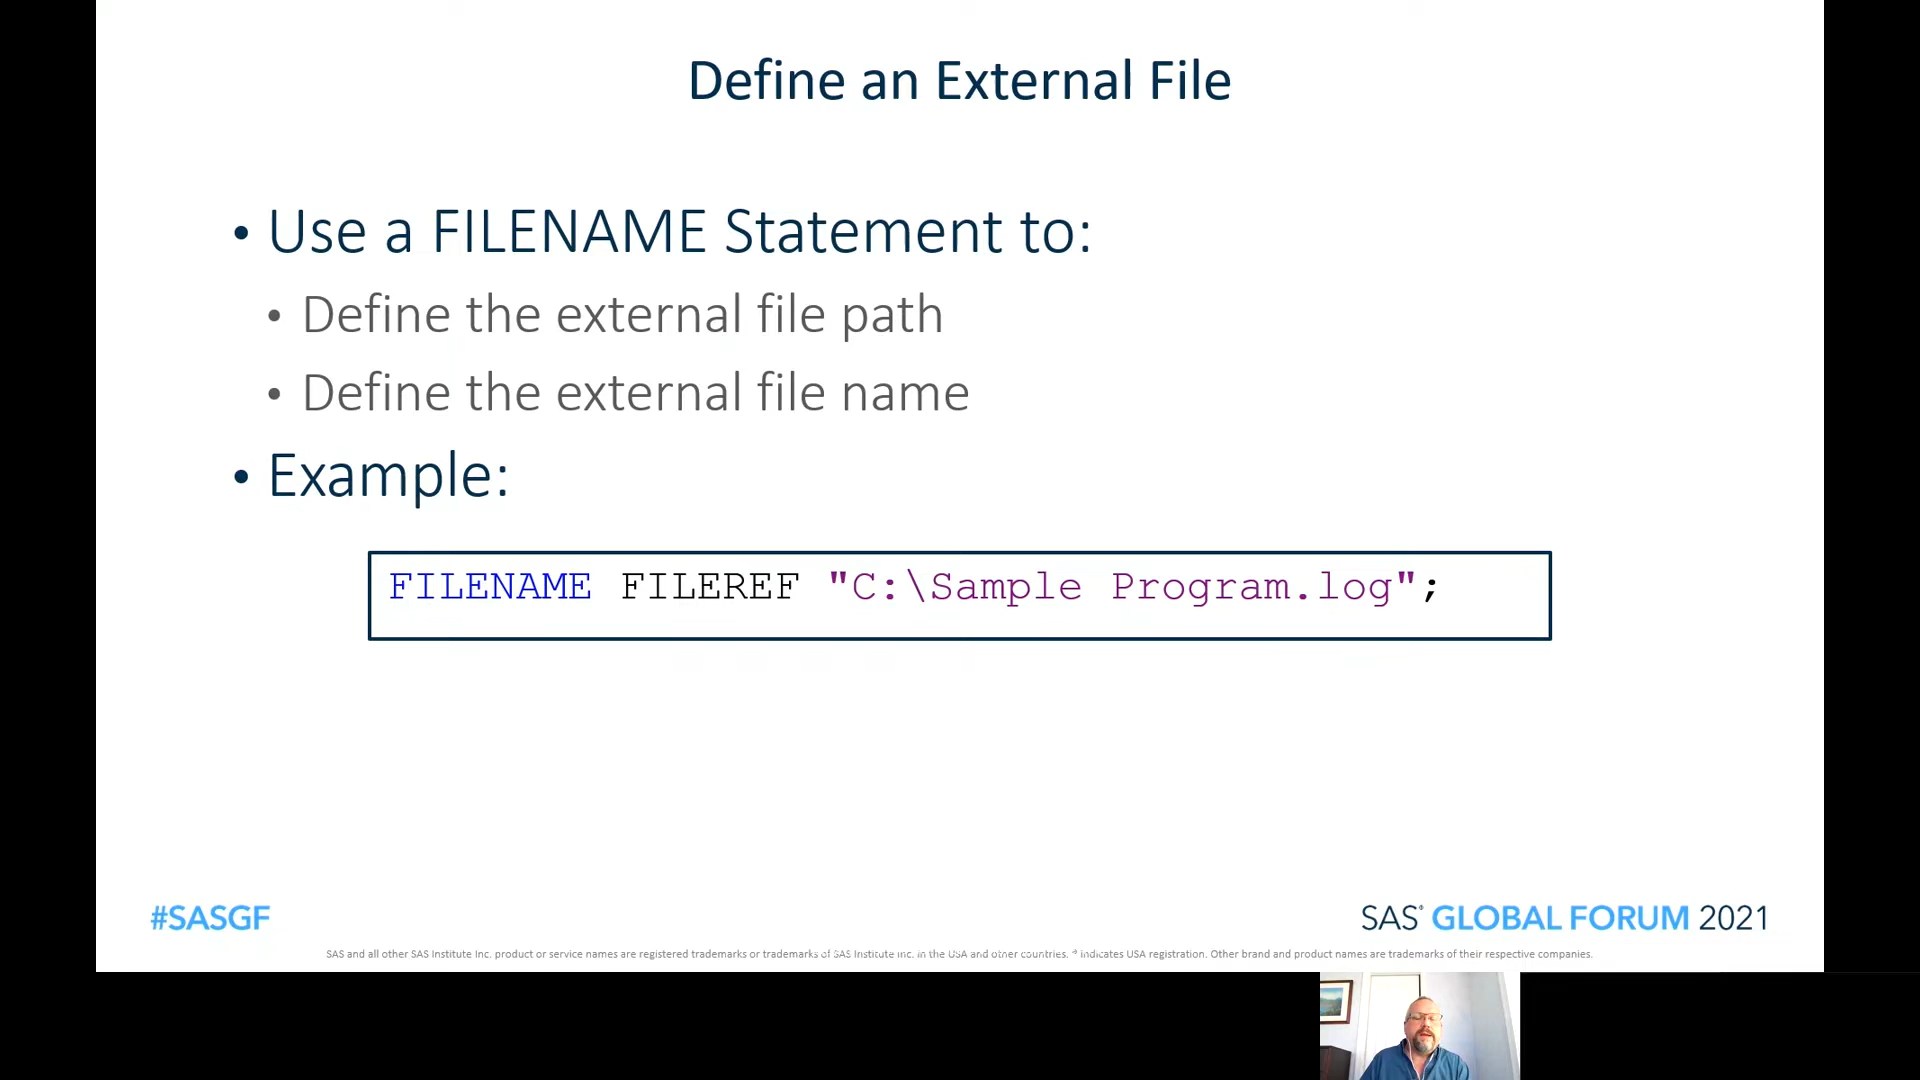 Define an External File
• Use a FILENAME Statement to:
• Define the external file path
• Define the external file name
• Example:
FILENAME FILEREF "C:\Sample Program.log";
#SASGF
SAS® GLOBAL FORUM 2021
SAS and all other SAS Institute Inc. product or service names are registered trademarks or trademarks of SAS Institute Inc. in the USA and other countries. ® indicates USA registration. Other brand and product names are trademarks of their respective companies.